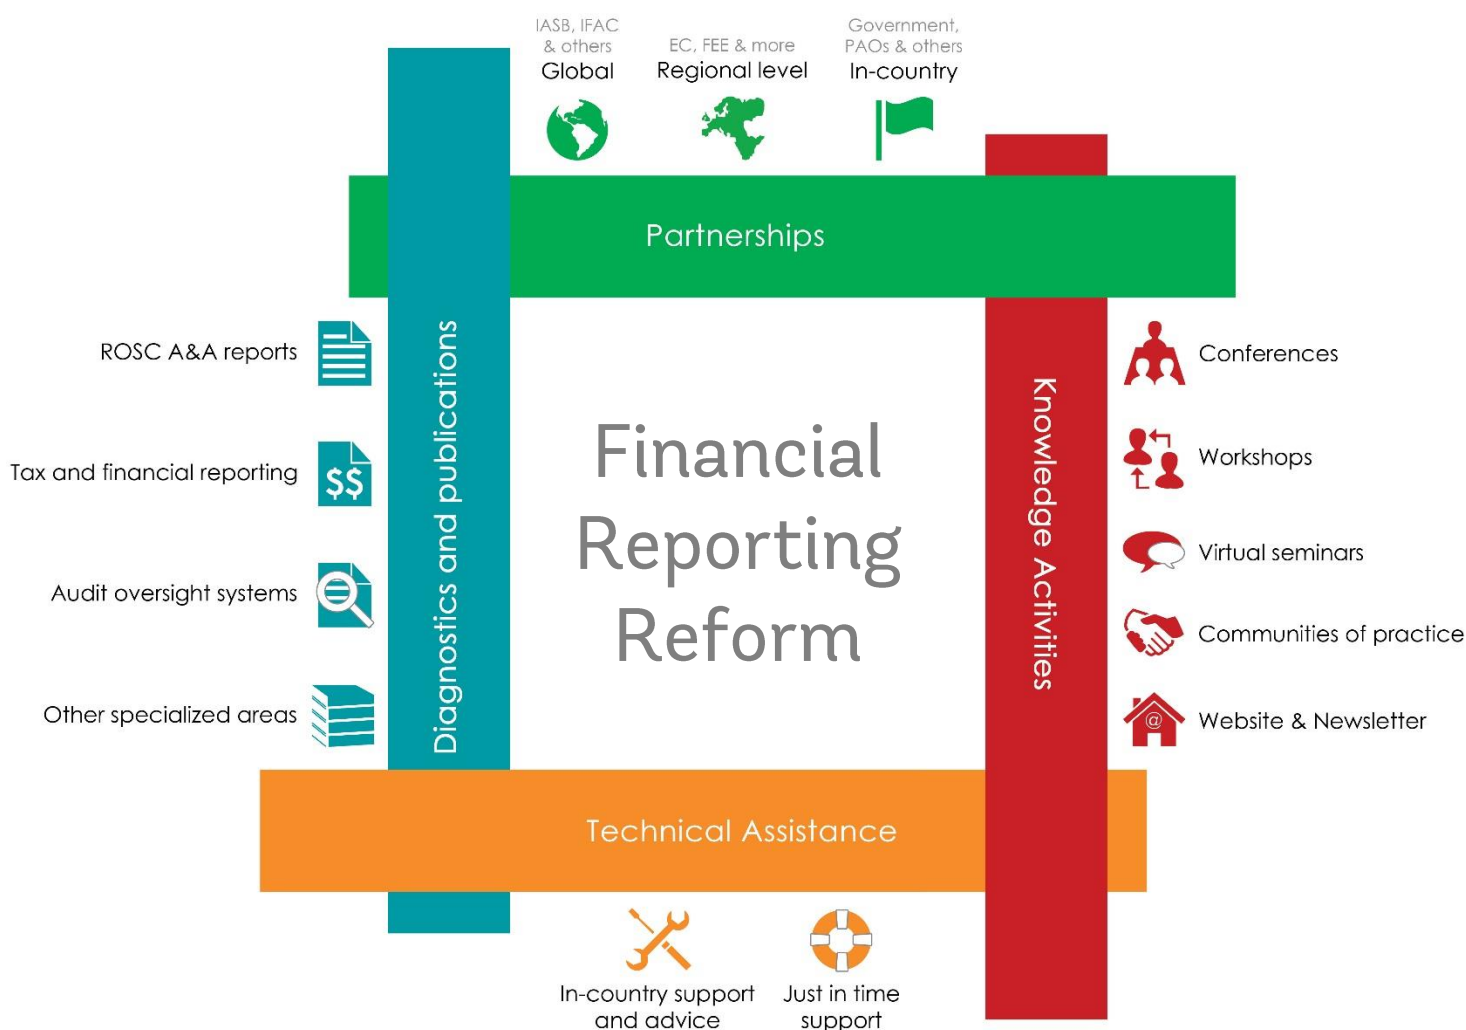 IASB, IFAC
& others
Global
EC, FEE & more
Regional level
Government,
PAOs & others
In-country
Partnerships
Diagnostics and publications
ROSC A&A reports
Tax and financial reporting
$$
Audit oversight systems
Other specialized areas
Financial
Reporting
Reform
Knowledge Activities
Conferences
Workshops
Virtual seminars
Communities of practice
@
Website & Newsletter
Technical Assistance
In-country support
and advice
Just in time
support